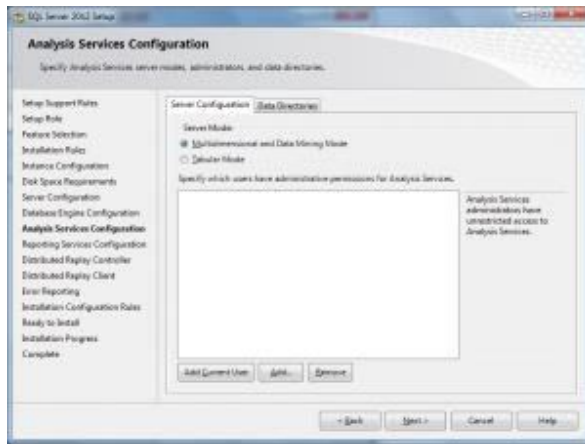 SQL Server 2012 Setup
Analysis Services Configuration
Specify Analysis Services server modes, administrators, and data directories.
Setup Support Rules
Setup Role
Feature Selection
Installation Rules
Instance Configuration
Disk Space Requirements
Server Configuration
Database Engine Configuration
Analysis Services Configuration
Reporting Services Configuration
Distributed Replay Controller
Distributed Replay Client
Error Reporting
Installation Configuration Rules
Ready to Install
Installation Progress
Complete
Server Configuration
Data Directories
Server Mode:
Multidimensional and Data Mining Mode
Tabular Mode
Specify which users have administrative permissions for Analysis Services.
Analysis Services
administrators have
unrestricted access to
Analysis Services.
Add Current User
Add...
Remove
< Back
Next >
Cancel
Help